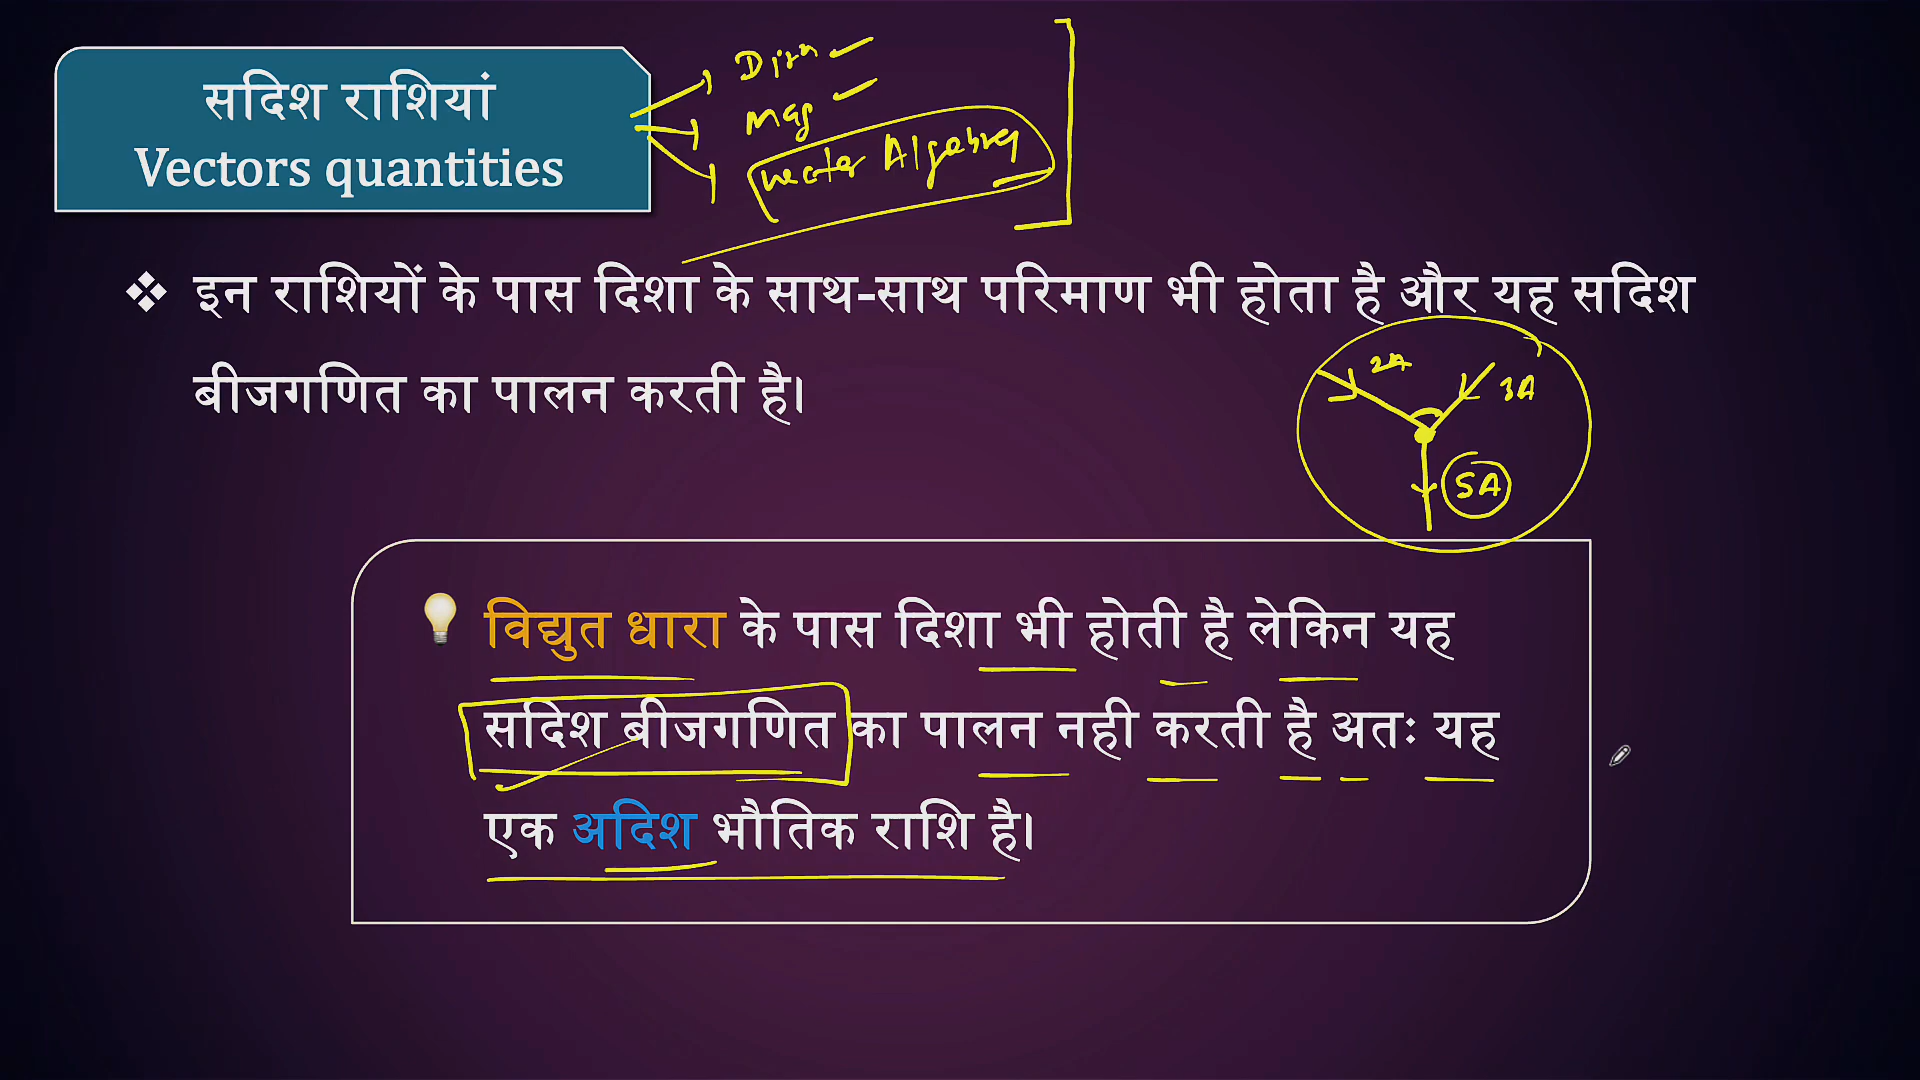 सदिश राशियां
Vectors quantities
Dirn
Mag
vector Algebra
❖ इन राशियों के पास दिशा के साथ-साथ परिमाण भी होता है और यह सदिश
बीजगणित का पालन करती है।
2A
3A
5A
विद्युत धारा के पास दिशा भी होती है लेकिन यह
सदिश बीजगणित का पालन नही करती है अतः यह
एक अदिश भौतिक राशि है।